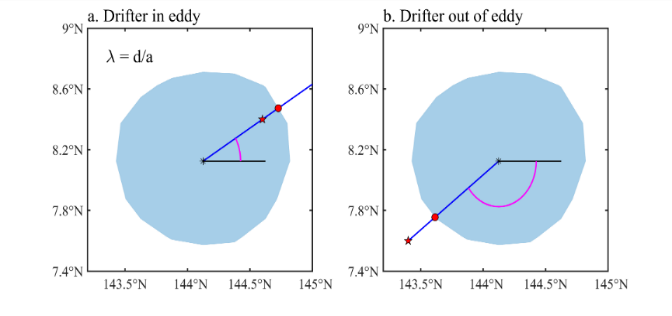 a. Drifter in eddy
b. Drifter out of eddy
9°N
9°N
λ = d/a
8.6°N
8.6°N
8.2°N
8.2°N
7.8°N
7.8°N
7.4°N
7.4°N
143.5°N 144°N 144.5°N 145°N
143.5°N 144°N 144.5°N 145°N